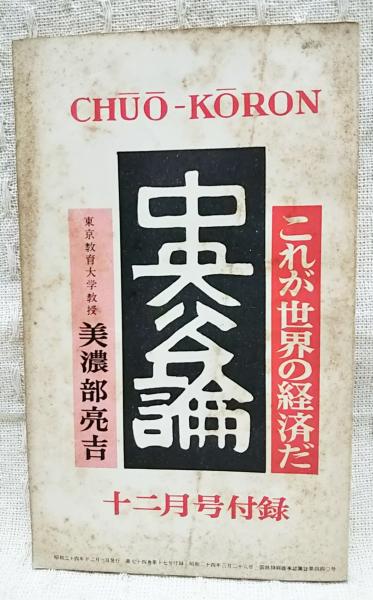 CHŪŌ-KŌRON
中央公論
これが世界の経済だ
東京教育大学教授
美濃部亮吉
十二月号付録